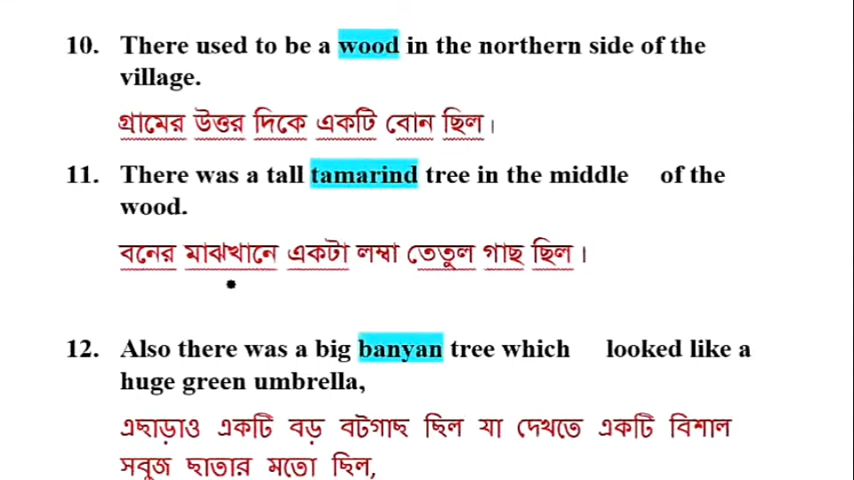 10. There used to be a wood in the northern side of the
village.
গ্রামের উত্তর দিকে একটি বোন ছিল।
11. There was a tall tamarind tree in the middle of the
wood.
বনের মাঝখানে একটা লম্বা তেতুল গাছ ছিল।
12. Also there was a big banyan tree which looked like a
huge green umbrella,
এছাড়াও একটি বড় বটগাছ ছিল যা দেখতে একটি বিশাল
সবুজ ছাতার মতো ছিল,